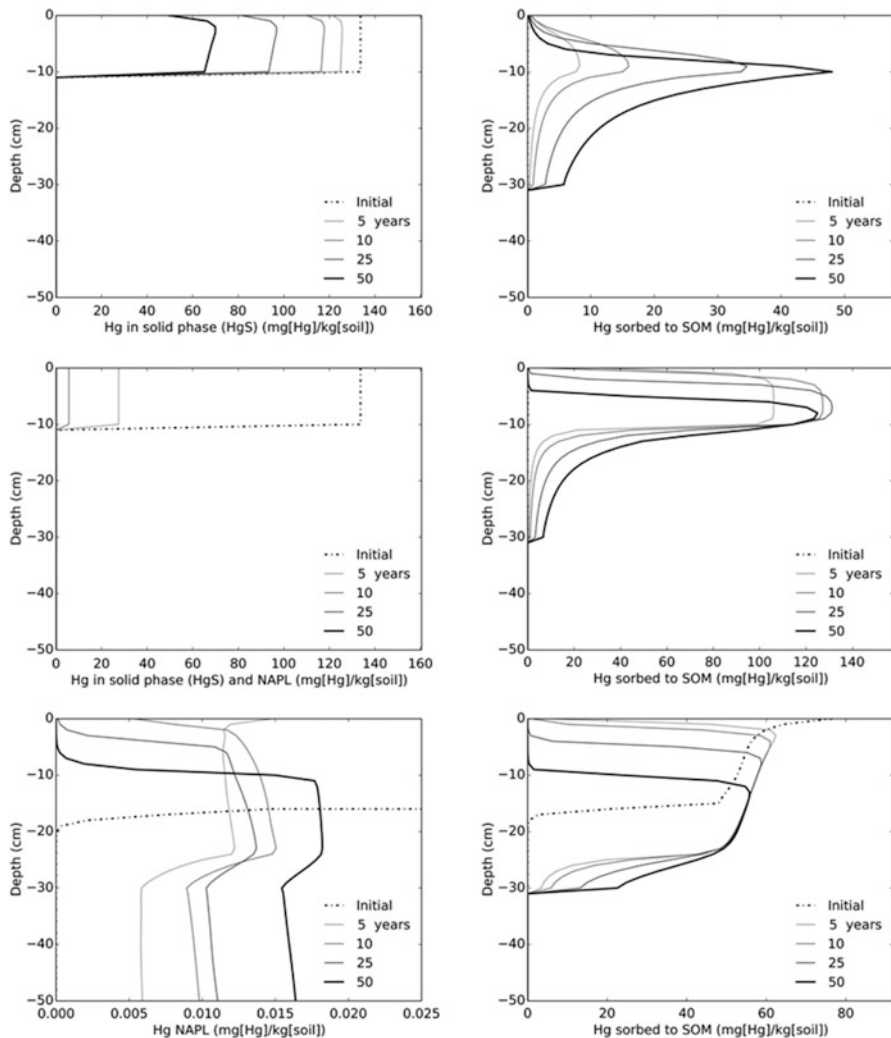 0 20 40 60 80 100 120 140 160
0
-10
-20
-30
-40
-50
Depth (cm)
Initial
5 years
10
25
50
Hg in solid phase (HgS) (mg[Hg]/kg[soil])
0
-10
-20
-30
-40
-50
Depth (cm)
Initial
5 years
10
25
50
0 10 20 30 40 50
Hg sorbed to SOM (mg[Hg]/kg[soil])
0
-10
-20
-30
-40
-50
Depth (cm)
Initial
5 years
10
25
50
0 20 40 60 80 100 120 140 160
Hg in solid phase (HgS) and NAPL (mg[Hg]/kg[soil])
0
-10
-20
-30
-40
-50
Depth (cm)
Initial
5 years
10
25
50
0 20 40 60 80 100 120 140
Hg sorbed to SOM (mg[Hg]/kg[soil])
0
-10
-20
-30
-40
-50
Depth (cm)
Initial
5 years
10
25
50
0.000 0.005 0.010 0.015 0.020 0.025
Hg NAPL (mg[Hg]/kg[soil])
0
-10
-20
-30
-40
-50
Depth (cm)
Initial
5 years
10
25
50
0 20 40 60 80
Hg sorbed to SOM (mg[Hg]/kg[soil])